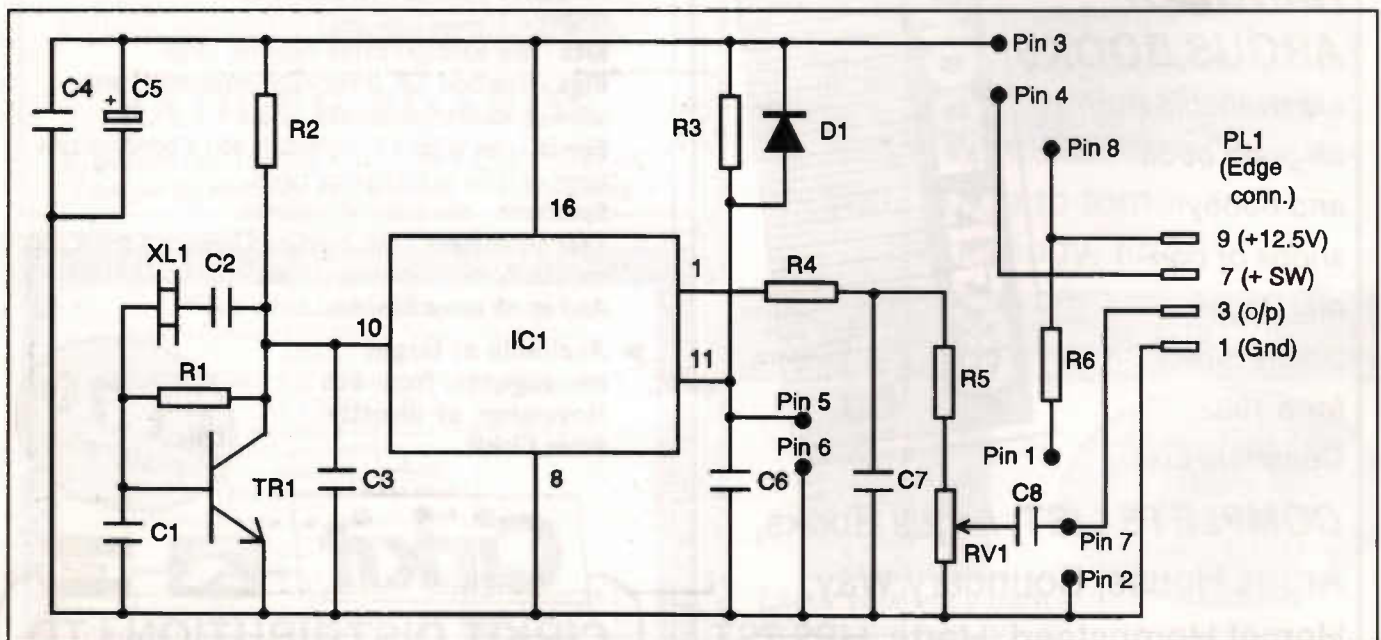 C4
C5
+
R2
R3
D1
Pin 3
Pin 4
Pin 8
PL1
(Edge
conn.)
16
XL1
C2
9 (+12.5V)
7 (+ SW)
3 (o/p)
1 (Gnd)
10
IC1
1
11
R4
R1
R5
R6
Pin 5
Pin 6
Pin 1
TR1
C3
8
C6
C7
C8
C1
RV1
Pin 7
Pin 2